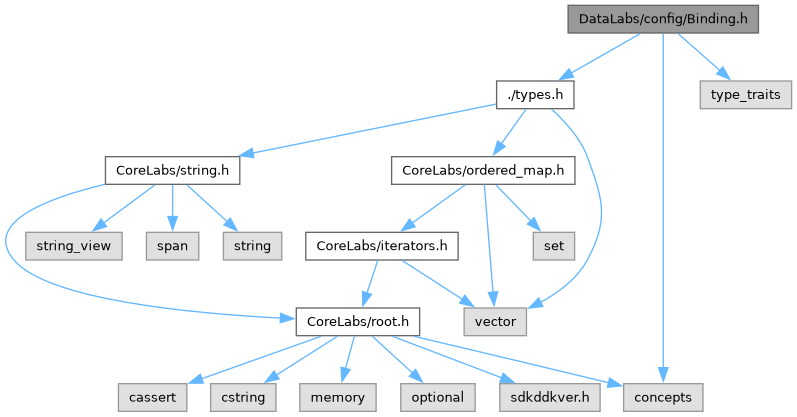 DataLabs/config/Binding.h
./types.h
type_traits
CoreLabs/string.h
CoreLabs/ordered_map.h
string_view
span
string
CoreLabs/iterators.h
set
CoreLabs/root.h
vector
cassert
cstring
memory
optional
sdkddkver.h
concepts